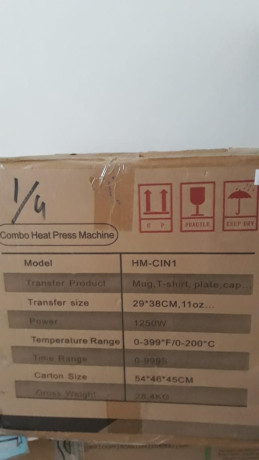 1/4
Combo Heat Press Machine
FRAGILE
KEEP DRY
Model HM-CIN1
Transfer Product Mug,T-shirt, plate,cap...
Transfer size 29*38CM,11oz...
Power 1250W
Temperature Range 0-399°F/0-200°C
Time Range
Carton Size 54*46*45CM
Gross Weight